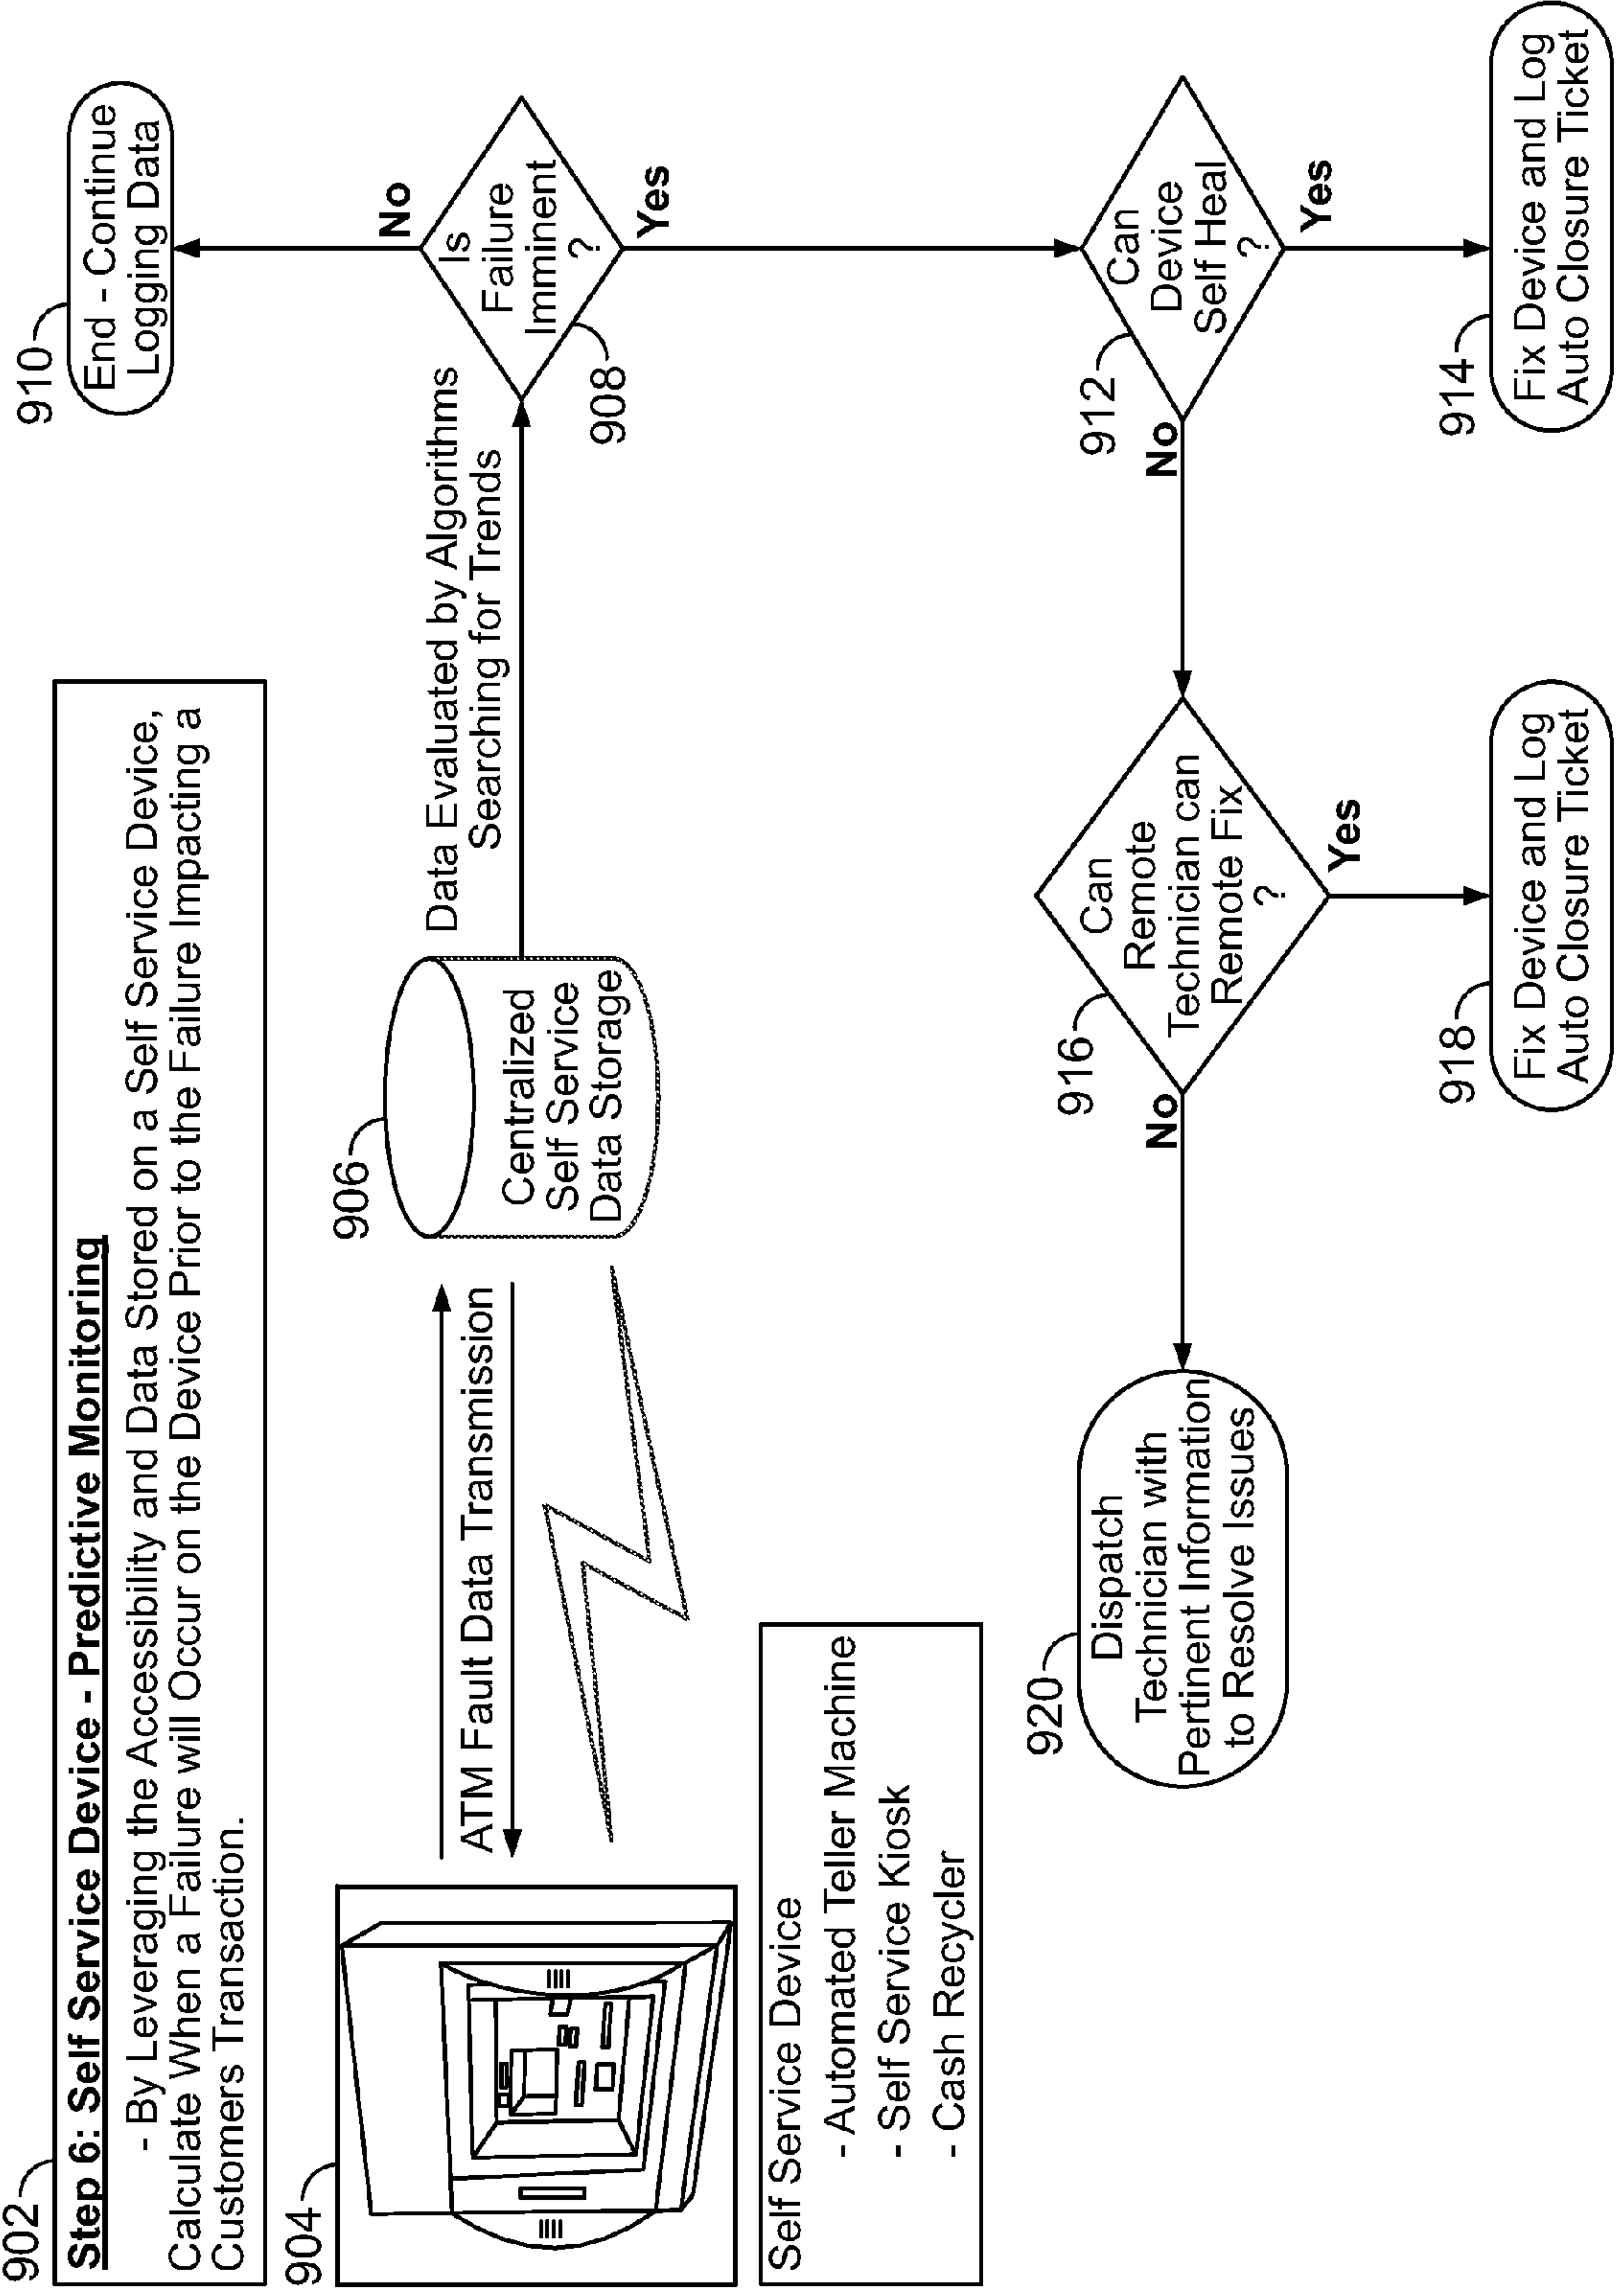 902
Step 6: Self Service Device - Predictive Monitoring
- By Leveraging the Accessibility and Data Stored on a Self Service Device,
Calculate When a Failure will Occur on the Device Prior to the Failure Impacting a
Customers Transaction.
904
ATM Fault Data Transmission
906
Centralized
Self Service
Data Storage
Data Evaluated by Algorithms
Searching for Trends
910
End - Continue
Logging Data
No
Is
Failure
Imminent
?
908
Yes
Self Service Device
- Automated Teller Machine
- Self Service Kiosk
- Cash Recycler
912
Can
Device
Self Heal
?
No
Yes
914
Fix Device and Log
Auto Closure Ticket
916
Can
Remote
Technician can
Remote Fix
?
No
Yes
918
Fix Device and Log
Auto Closure Ticket
920
Dispatch
Technician with
Pertinent Information
to Resolve Issues